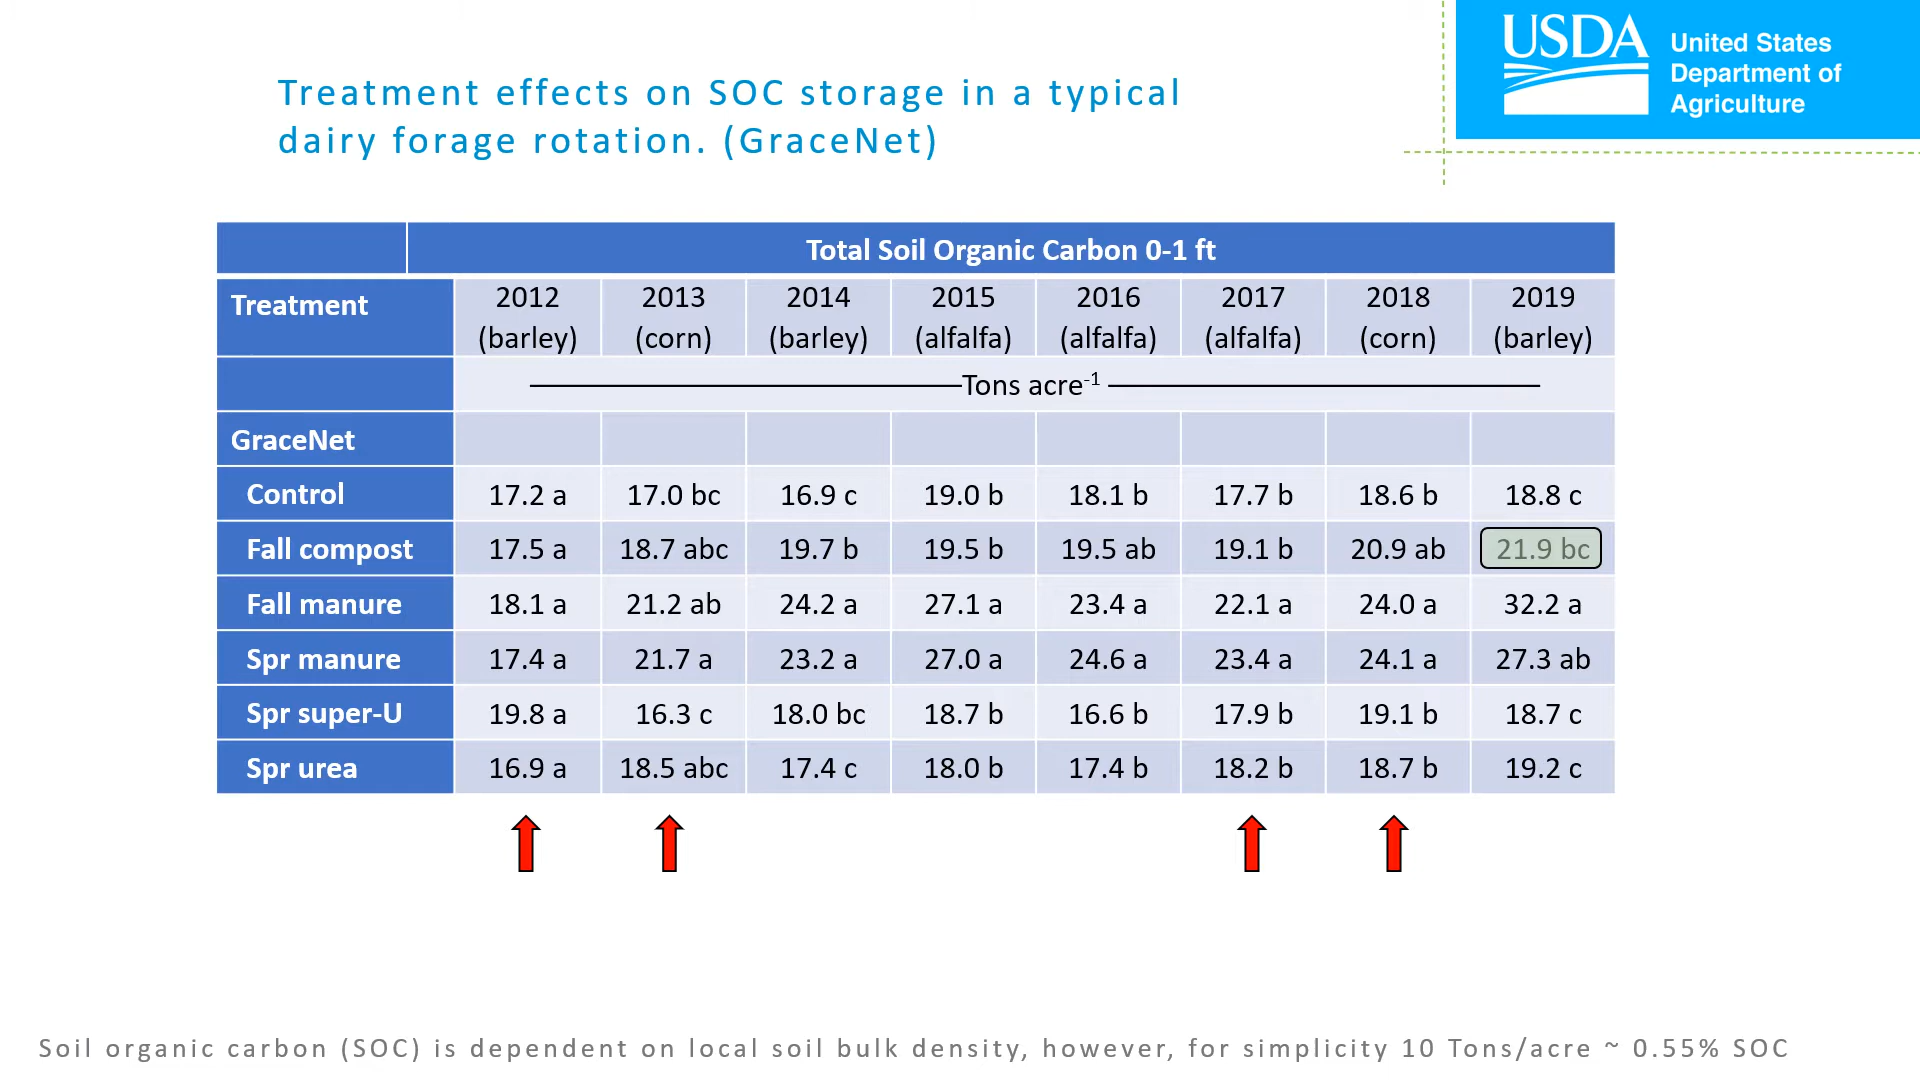 USDA
United States
Department of
Agriculture
Treatment effects on SOC storage in a typical
dairy forage rotation. (GraceNet)
Total Soil Organic Carbon 0-1 ft
Treatment 2012 (barley) 2013 (corn) 2014 (barley) 2015 (alfalfa) 2016 (alfalfa) 2017 (alfalfa) 2018 (corn) 2019 (barley)
Tons acre-1
GraceNet
Control 17.2 a 17.0 bc 16.9 c 19.0 b 18.1 b 17.7 b 18.6 b 18.8 c
Fall compost 17.5 a 18.7 abc 19.7 b 19.5 b 19.5 ab 19.1 b 20.9 ab 21.9 bc
Fall manure 18.1 a 21.2 ab 24.2 a 27.1 a 23.4 a 22.1 a 24.0 a 32.2 a
Spr manure 17.4 a 21.7 a 23.2 a 27.0 a 24.6 a 23.4 a 24.1 a 27.3 ab
Spr super-U 19.8 a 16.3 c 18.0 bc 18.7 b 16.6 b 17.9 b 19.1 b 18.7 c
Spr urea 16.9 a 18.5 abc 17.4 c 18.0 b 17.4 b 18.2 b 18.7 b 19.2 c
Soil organic carbon (SOC) is dependent on local soil bulk density, however, for simplicity 10 Tons/acre ~ 0.55% SOC